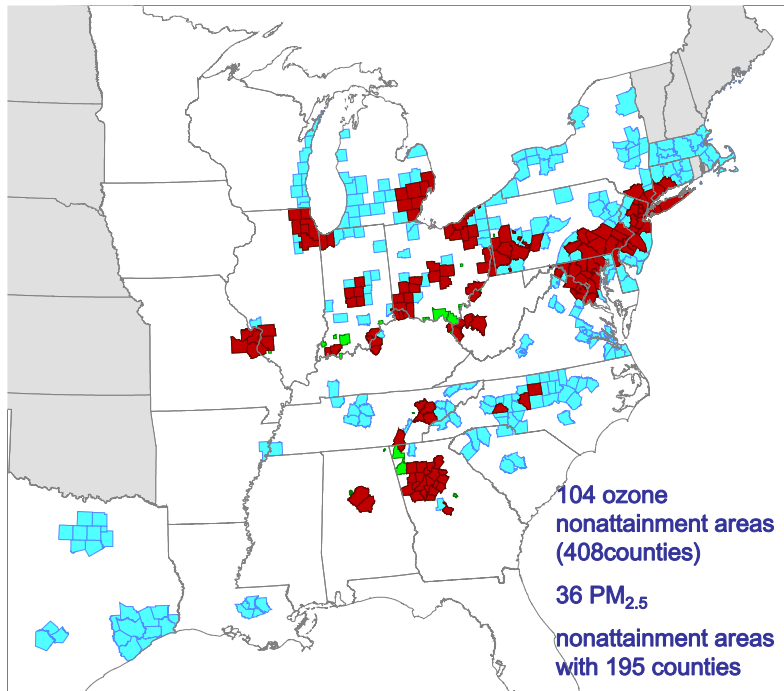 104 ozone
nonattainment areas
(408counties)
36 PM₂.₅
nonattainment areas
with 195 counties